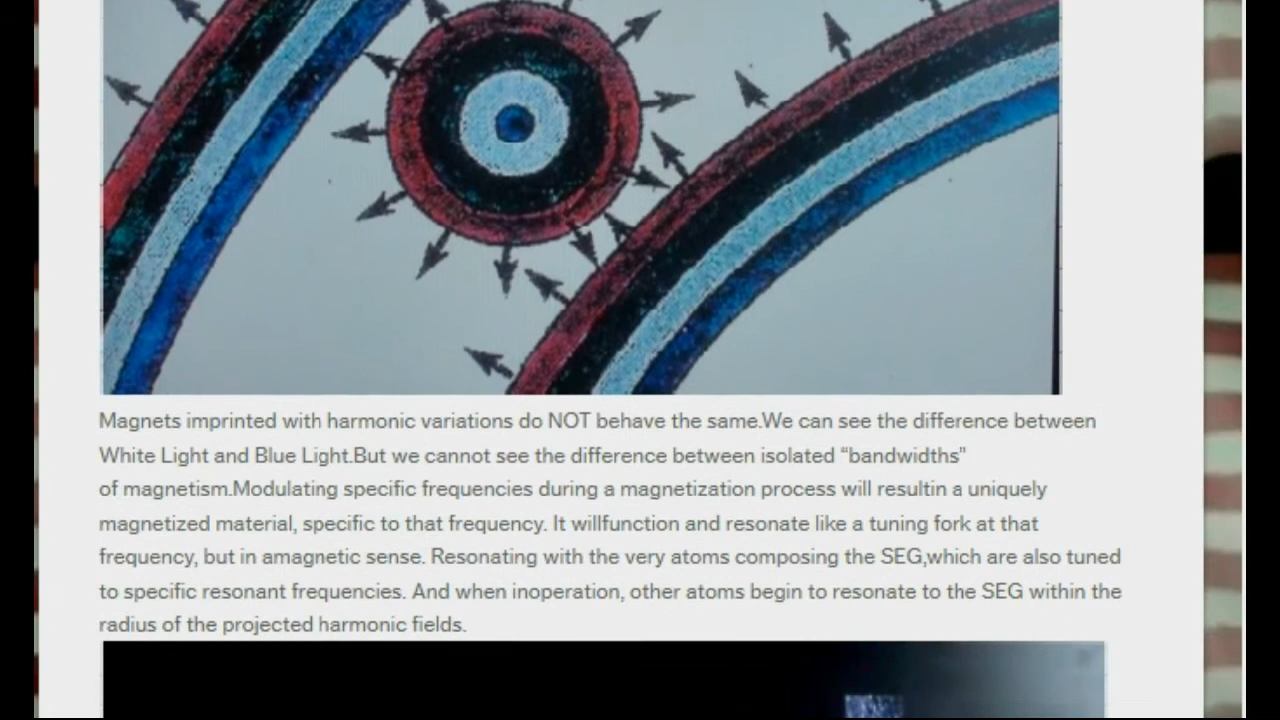 Magnets imprinted with harmonic variations do NOT behave the same.We can see the difference between
White Light and Blue Light.But we cannot see the difference between isolated “bandwidths”
of magnetism.Modulating specific frequencies during a magnetization process will resultin a uniquely
magnetized material, specific to that frequency. It willfunction and resonate like a tuning fork at that
frequency, but in amagnetic sense. Resonating with the very atoms composing the SEG,which are also tuned
to specific resonant frequencies. And when inoperation, other atoms begin to resonate to the SEG within the
radius of the projected harmonic fields.